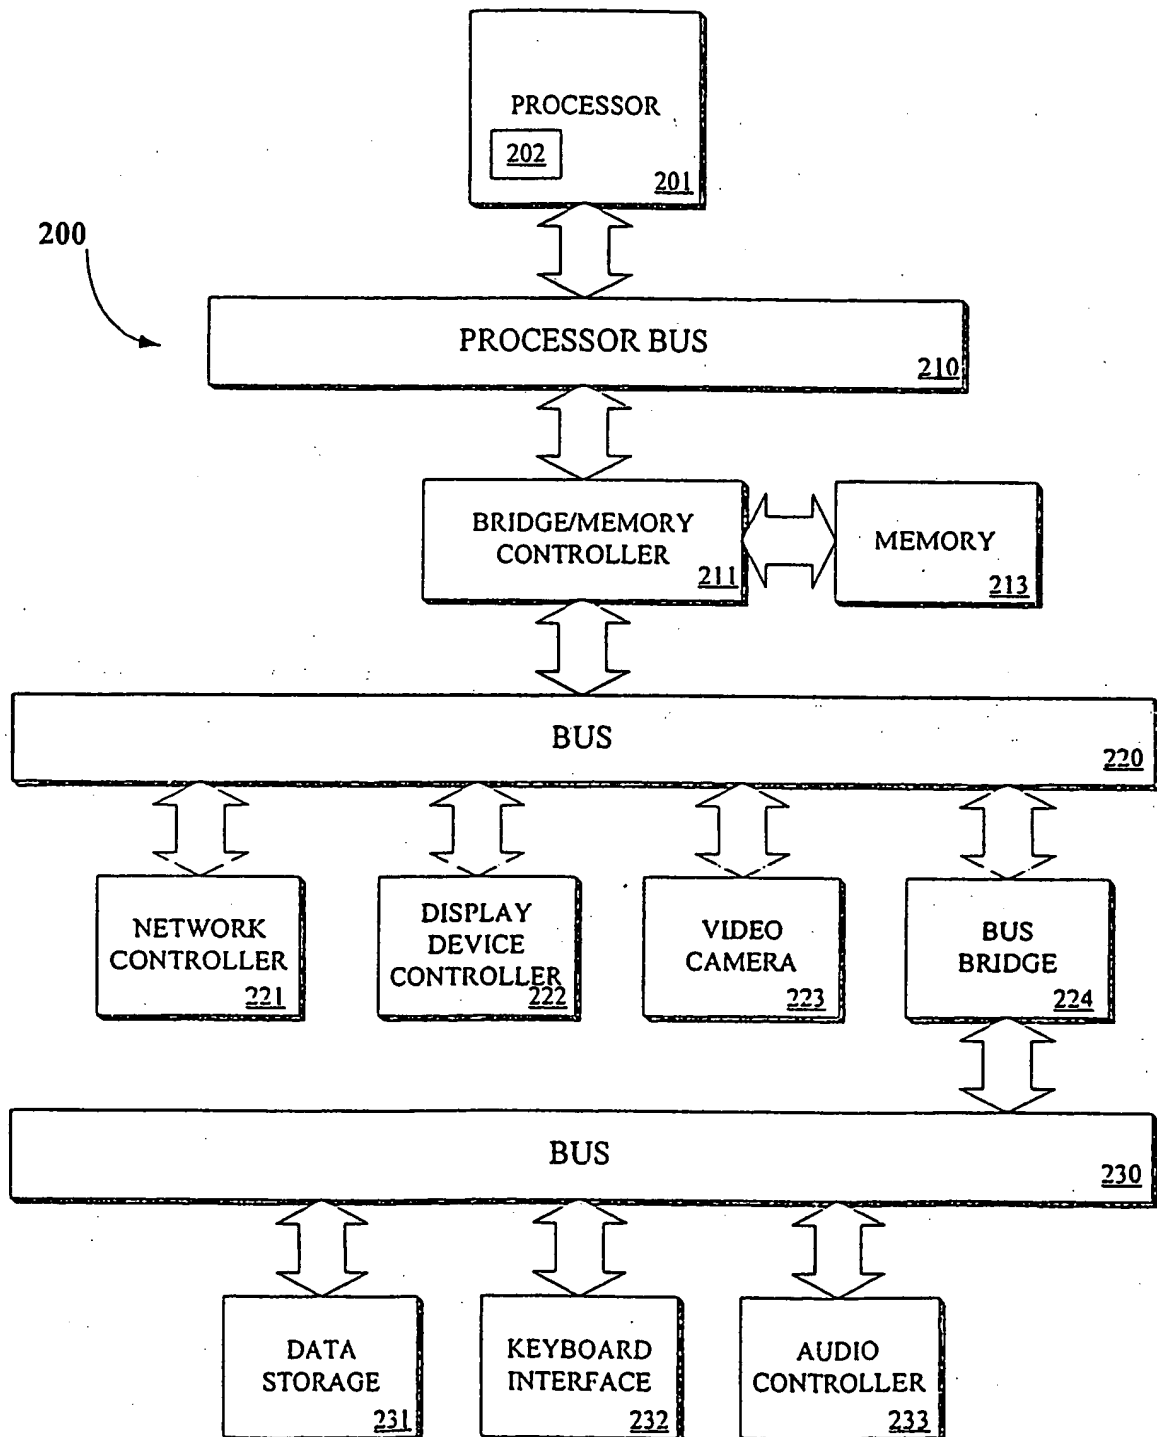 PROCESSOR
202
201
200
PROCESSOR BUS
210
BRIDGE/MEMORY
CONTROLLER
211
MEMORY
213
BUS
220
NETWORK
CONTROLLER
221
DISPLAY
DEVICE
CONTROLLER
222
VIDEO
CAMERA
223
BUS
BRIDGE
224
BUS
230
DATA
STORAGE
231
KEYBOARD
INTERFACE
232
AUDIO
CONTROLLER
233